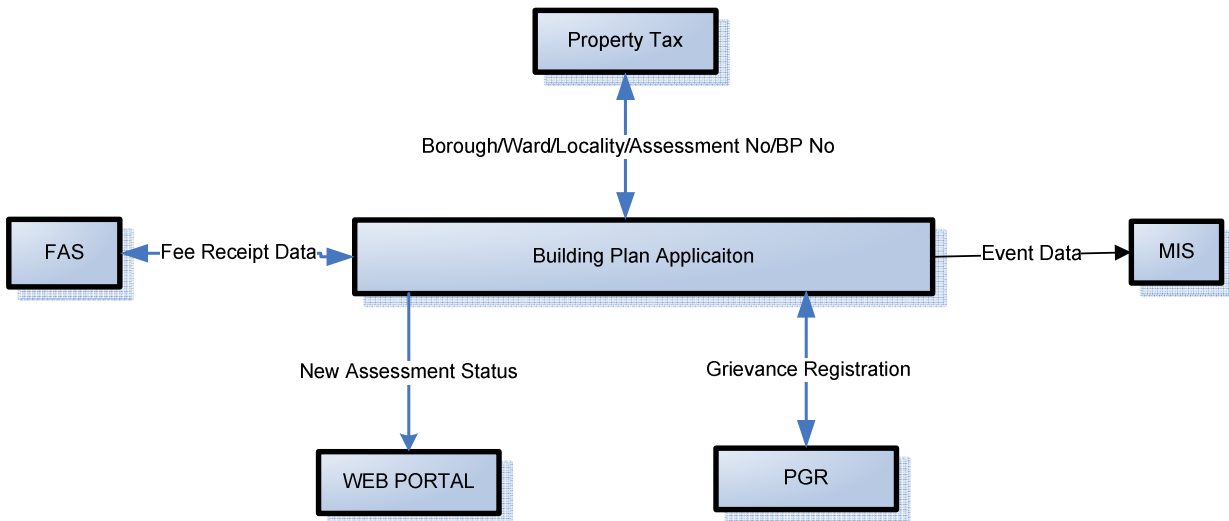 Property Tax
Borough/Ward/Locality/Assessment No/BP No
FAS
Fee Receipt Data
Building Plan Applicaiton
Event Data
MIS
New Assessment Status
Grievance Registration
WEB PORTAL
PGR